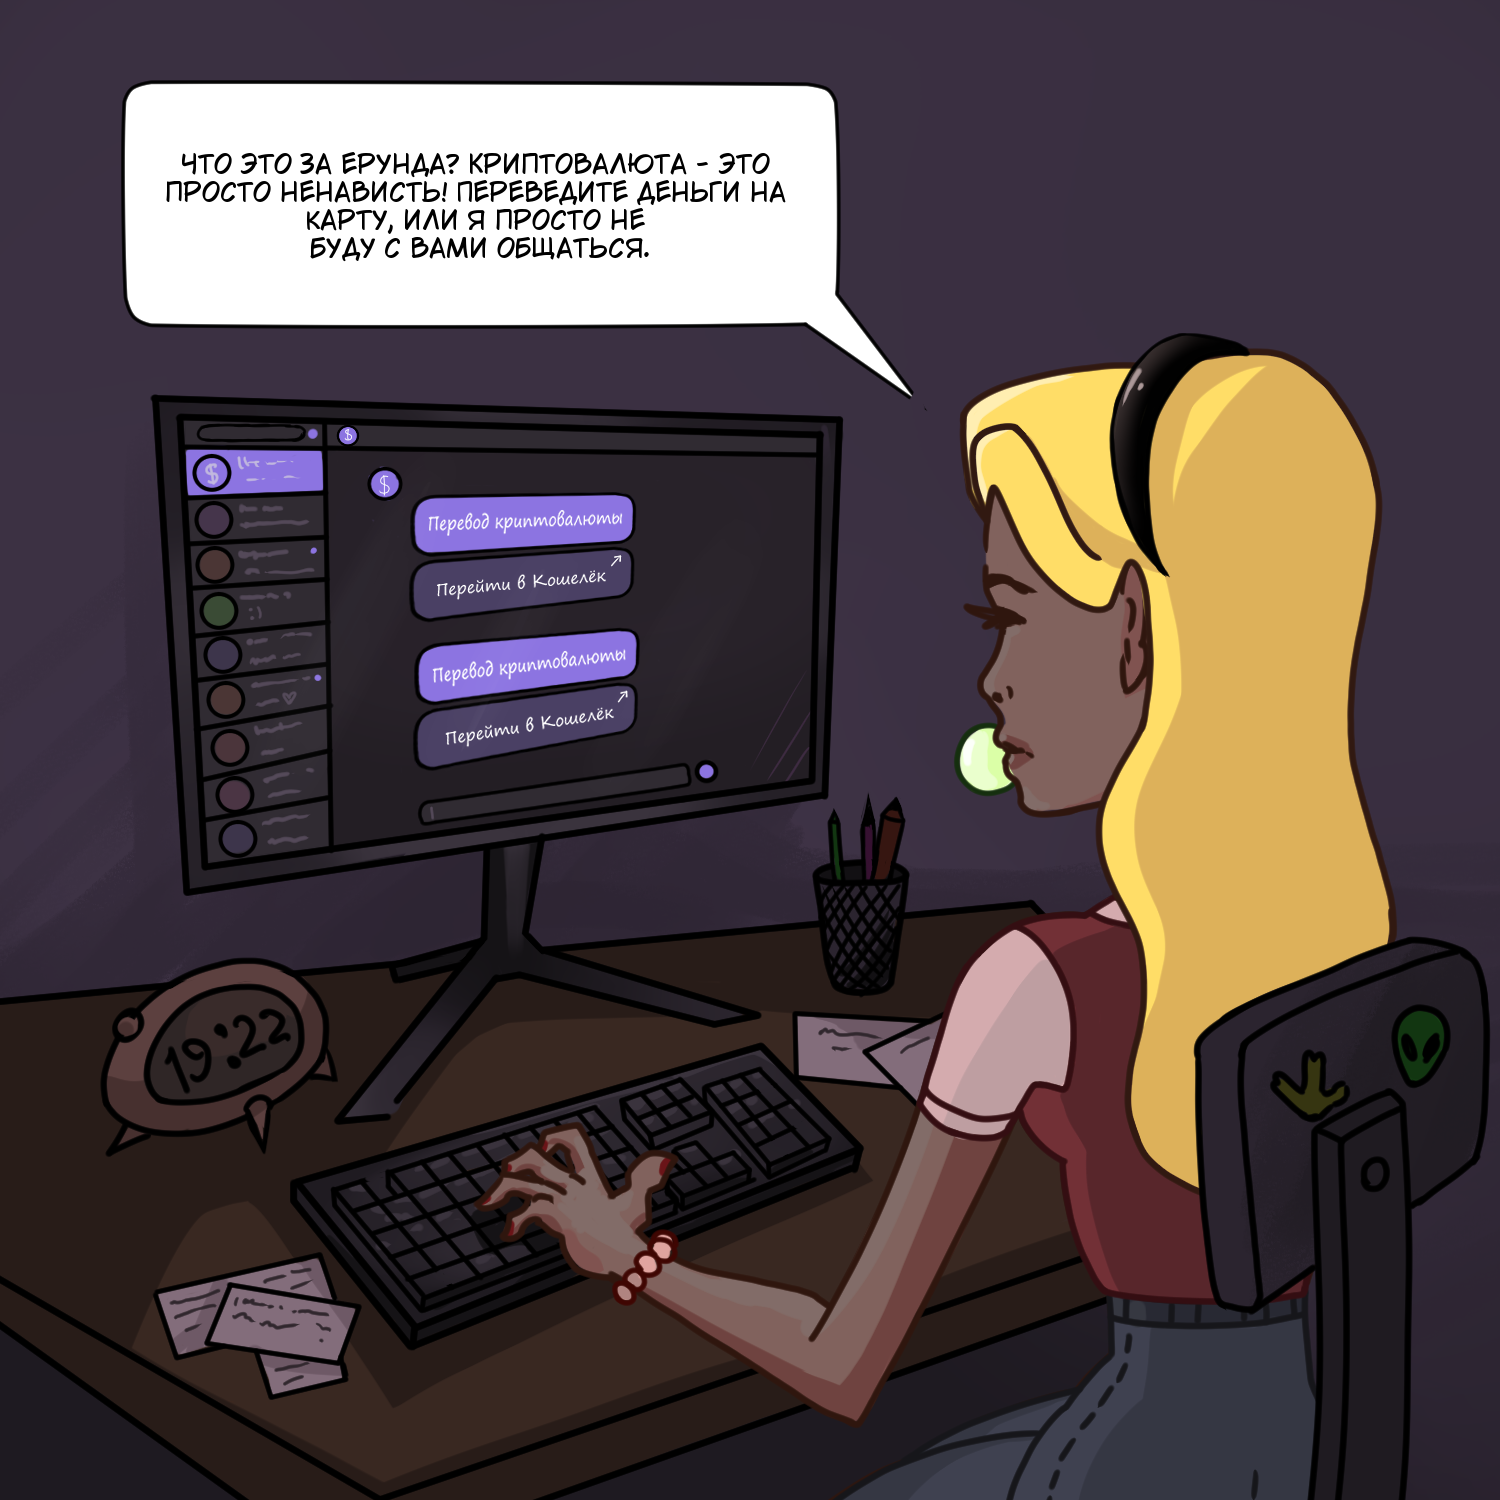 ЧТО ЭТО ЗА ЕРУНДА? КРИПТОВАЛЮТА - ЭТО
ПРОСТО НЕНАВИСТЬ! ПЕРЕВЕДИТЕ ДЕНЬГИ НА
КАРТУ, ИЛИ Я ПРОСТО НЕ
БУДУ С ВАМИ ОБЩАТЬСЯ.
$
$
$
Перевод криптовалюты
Перейти в Кошелёк
:)
Перевод криптовалюты
Перейти в Кошелёк
19:22